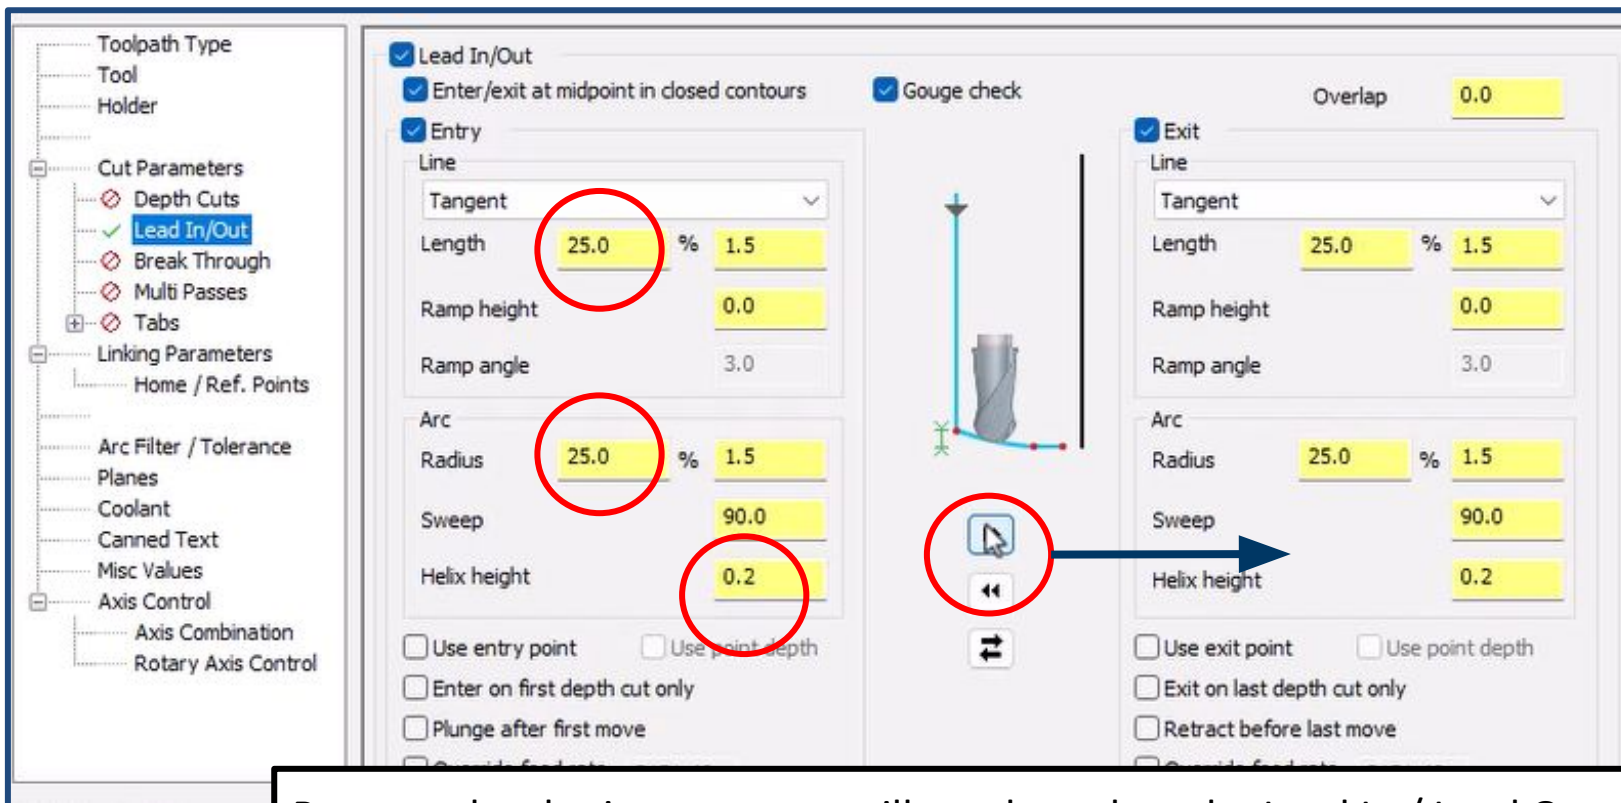 Toolpath Type
Tool
Holder
Cut Parameters
Depth Cuts
Lead In/Out
Break Through
Multi Passes
Tabs
Linking Parameters
Home / Ref. Points
Arc Filter / Tolerance
Planes
Coolant
Canned Text
Misc Values
Axis Control
Axis Combination
Rotary Axis Control
Lead In/Out
Enter/exit at midpoint in closed contours
Gouge check
Overlap 0.0
Entry
Line
Tangent
Length 25.0 % 1.5
Ramp height 0.0
Ramp angle 3.0
Arc
Radius 25.0 % 1.5
Sweep 90.0
Helix height 0.2
Use entry point Use point depth
Enter on first depth cut only
Plunge after first move
Exit
Line
Tangent
Length 25.0 % 1.5
Ramp height 0.0
Ramp angle 3.0
Arc
Radius 25.0 % 1.5
Sweep 90.0
Helix height 0.2
Use exit point Use point depth
Exit on last depth cut only
Retract before last move